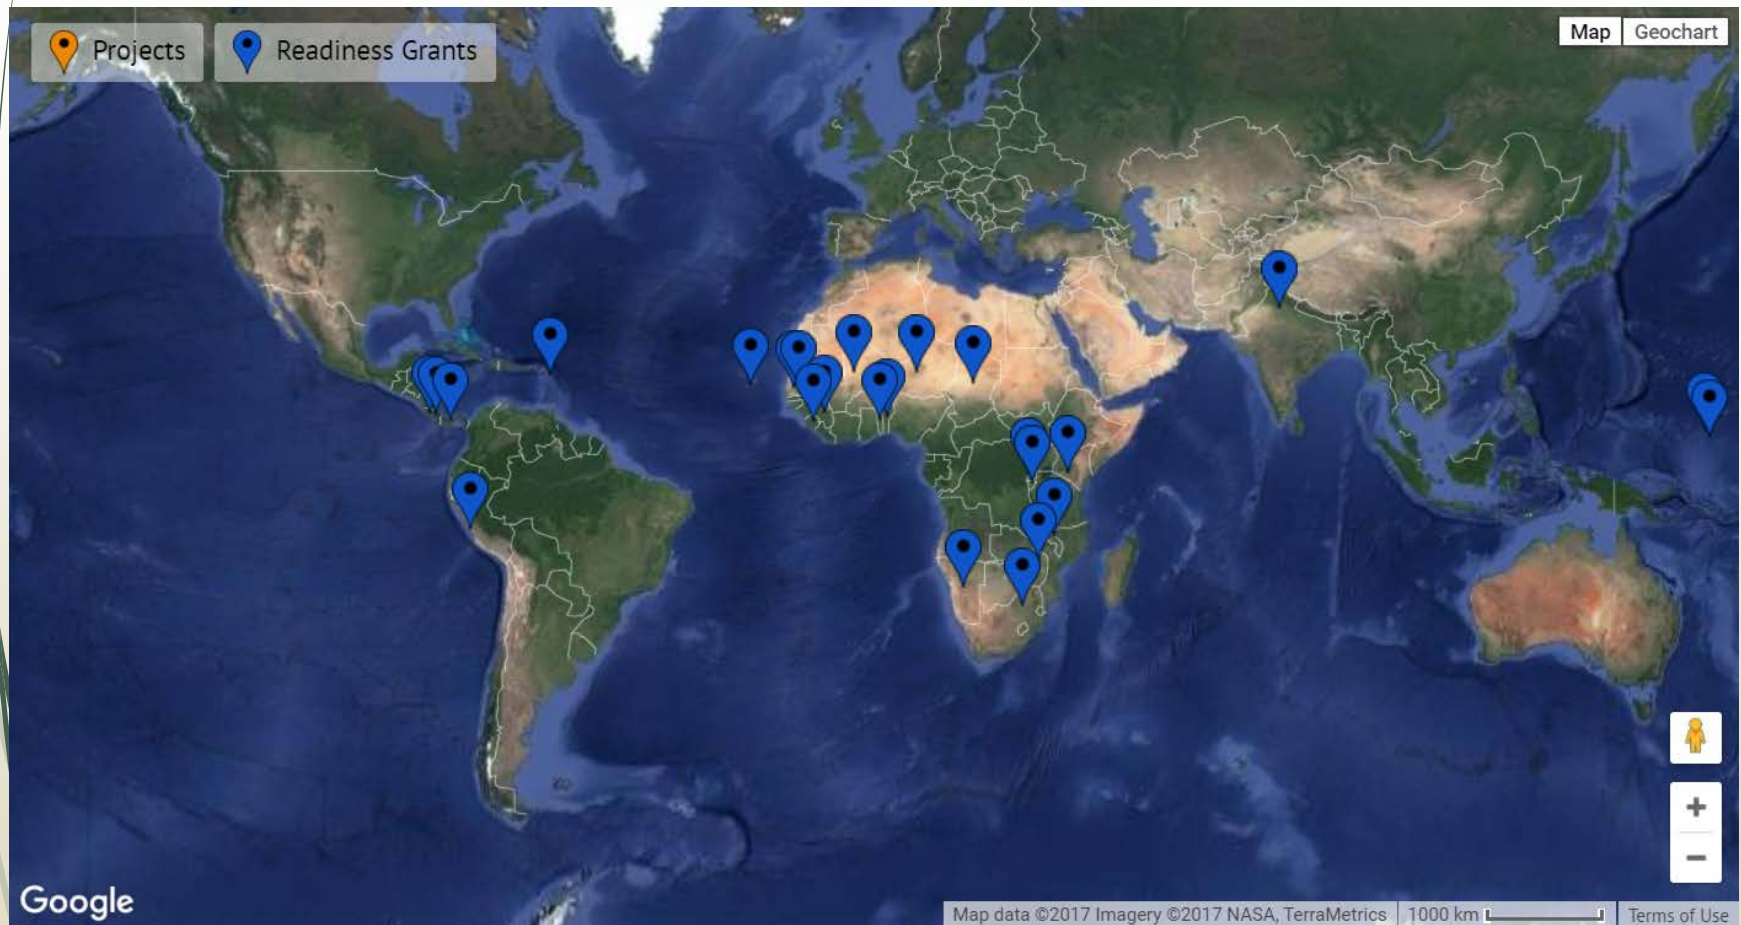 Projects
Readiness Grants
Map
Geochart
Google
Map data ©2017 Imagery ©2017 NASA, TerraMetrics
1000 km
Terms of Use